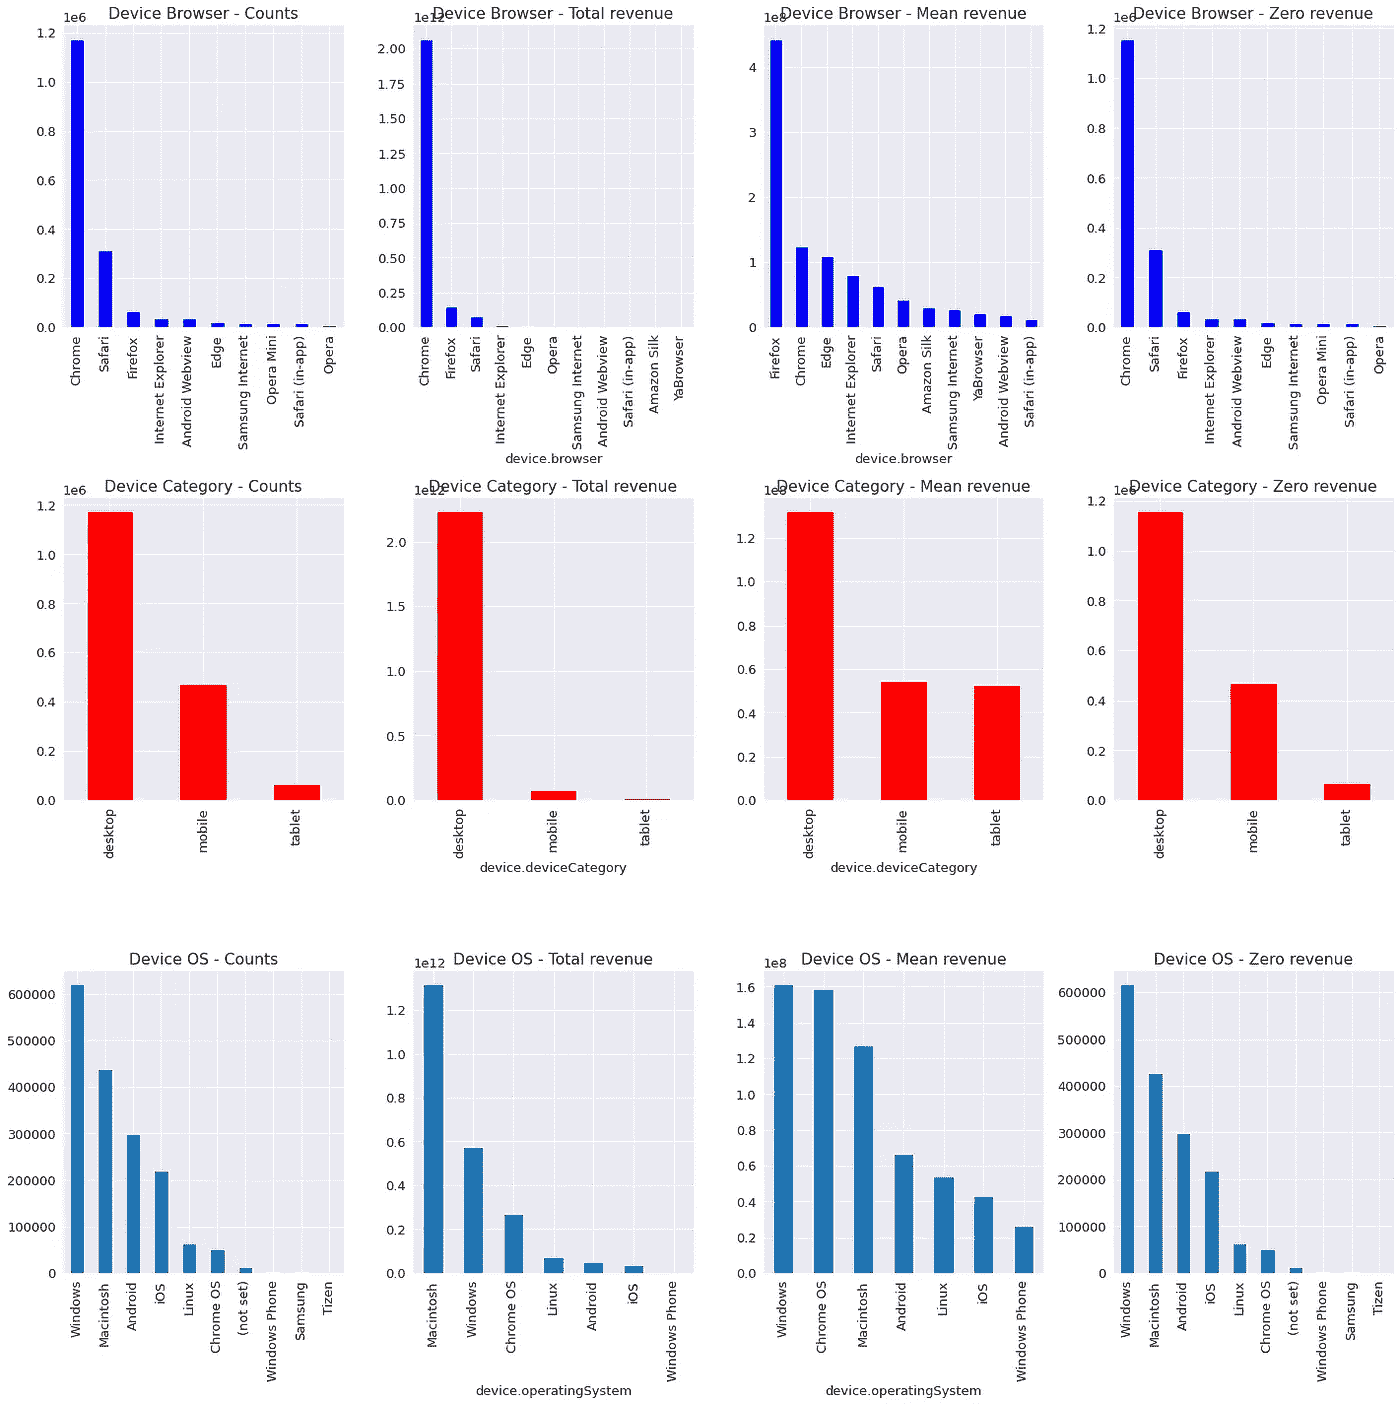 Device Browser - Counts
1e6
1.2
1.0
0.8
0.6
0.4
0.2
0.0
Chrome
Safari
Firefox
Internet Explorer
Android Webview
Edge
Samsung Internet
Opera Mini
Safari (in-app)
Opera
Device Browser - Total revenue
1e12
2.00
1.75
1.50
1.25
1.00
0.75
0.50
0.25
0.00
Chrome
Firefox
Safari
Internet Explorer
Edge
Opera
Samsung Internet
Android Webview
Safari (in-app)
Amazon Silk
YaBrowser
device.browser
Device Browser - Mean revenue
1e8
4
3
2
1
0
Firefox
Chrome
Edge
Internet Explorer
Safari
Opera
Amazon Silk
Samsung Internet
YaBrowser
Android Webview
Safari (in-app)
device.browser
Device Browser - Zero revenue
1e6
1.2
1.0
0.8
0.6
0.4
0.2
0.0
Chrome
Safari
Firefox
Internet Explorer
Android Webview
Edge
Samsung Internet
Opera Mini
Safari (in-app)
Opera
Device Category - Counts
1e6
1.2
1.0
0.8
0.6
0.4
0.2
0.0
desktop
mobile
tablet
Device Category - Total revenue
1e12
2.0
1.5
1.0
0.5
0.0
desktop
mobile
tablet
device.deviceCategory
Device Category - Mean revenue
1e8
1.2
1.0
0.8
0.6
0.4
0.2
0.0
desktop
mobile
tablet
device.deviceCategory
Device Category - Zero revenue
1e6
1.2
1.0
0.8
0.6
0.4
0.2
0.0
desktop
mobile
tablet
Device OS - Counts
600000
500000
400000
300000
200000
100000
0
Windows
Macintosh
Android
iOS
Linux
Chrome OS
(not set)
Windows Phone
Samsung
Tizen
Device OS - Total revenue
1e12
1.2
1.0
0.8
0.6
0.4
0.2
0.0
Macintosh
Windows
Chrome OS
Linux
Android
iOS
Windows Phone
device.operatingSystem
Device OS - Mean revenue
1e8
1.6
1.4
1.2
1.0
0.8
0.6
0.4
0.2
0.0
Windows
Chrome OS
Macintosh
Android
Linux
iOS
Windows Phone
device.operatingSystem
Device OS - Zero revenue
600000
500000
400000
300000
200000
100000
0
Windows
Macintosh
Android
iOS
Linux
Chrome OS
(not set)
Windows Phone
Samsung
Tizen